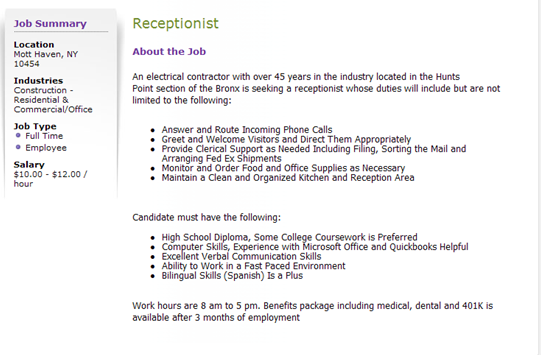 Job Summary
Location
Mott Haven, NY
10454
Industries
Construction -
Residential &
Commercial/Office
Job Type
Full Time
Employee
Salary
$10.00 - $12.00 /
hour
Receptionist
About the Job
An electrical contractor with over 45 years in the industry located in the Hunts
Point section of the Bronx is seeking a receptionist whose duties will include but are not
limited to the following:
Answer and Route Incoming Phone Calls
Greet and Welcome Visitors and Direct Them Appropriately
Provide Clerical Support as Needed Including Filing, Sorting the Mail and
Arranging Fed Ex Shipments
Monitor and Order Food and Office Supplies as Necessary
Maintain a Clean and Organized Kitchen and Reception Area
Candidate must have the following:
High School Diploma, Some College Coursework is Preferred
Computer Skills, Experience with Microsoft Office and Quickbooks Helpful
Excellent Verbal Communication Skills
Ability to Work in a Fast Paced Environment
Bilingual Skills (Spanish) Is a Plus
Work hours are 8 am to 5 pm. Benefits package including medical, dental and 401K is
available after 3 months of employment